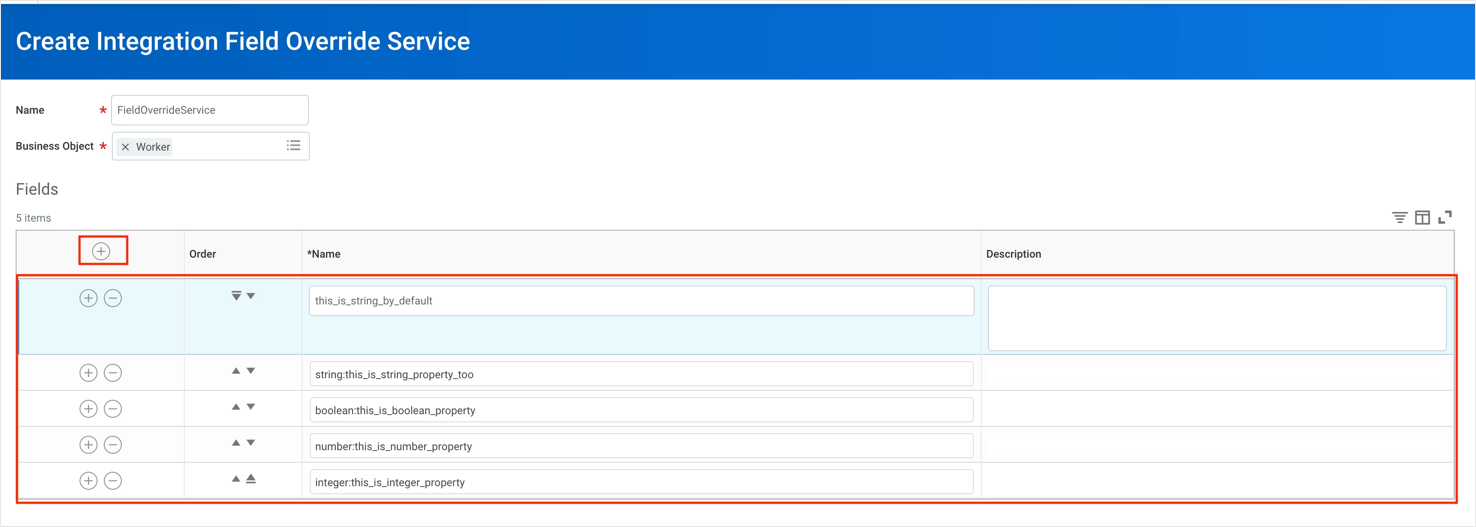 Create Integration Field Override Service
Name * FieldOverrideService
Business Object * × Worker
Fields
5 items
Order *Name Description
this_is_string_by_default
string:this_is_string_property_too
boolean:this_is_boolean_property
number:this_is_number_property
integer:this_is_integer_property